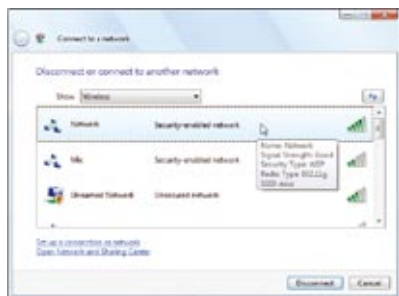 Connect to a network
Disconnect or connect to another network
Show Wireless
Network Security-enabled network
Security-enabled network
Name: Network
Signal Strength: Good
Security Type: WEP
Radio Type: 802.11g
Unnamed Network Unsecured network
Set up a connection or network
Open Network and Sharing Center
Disconnect Cancel